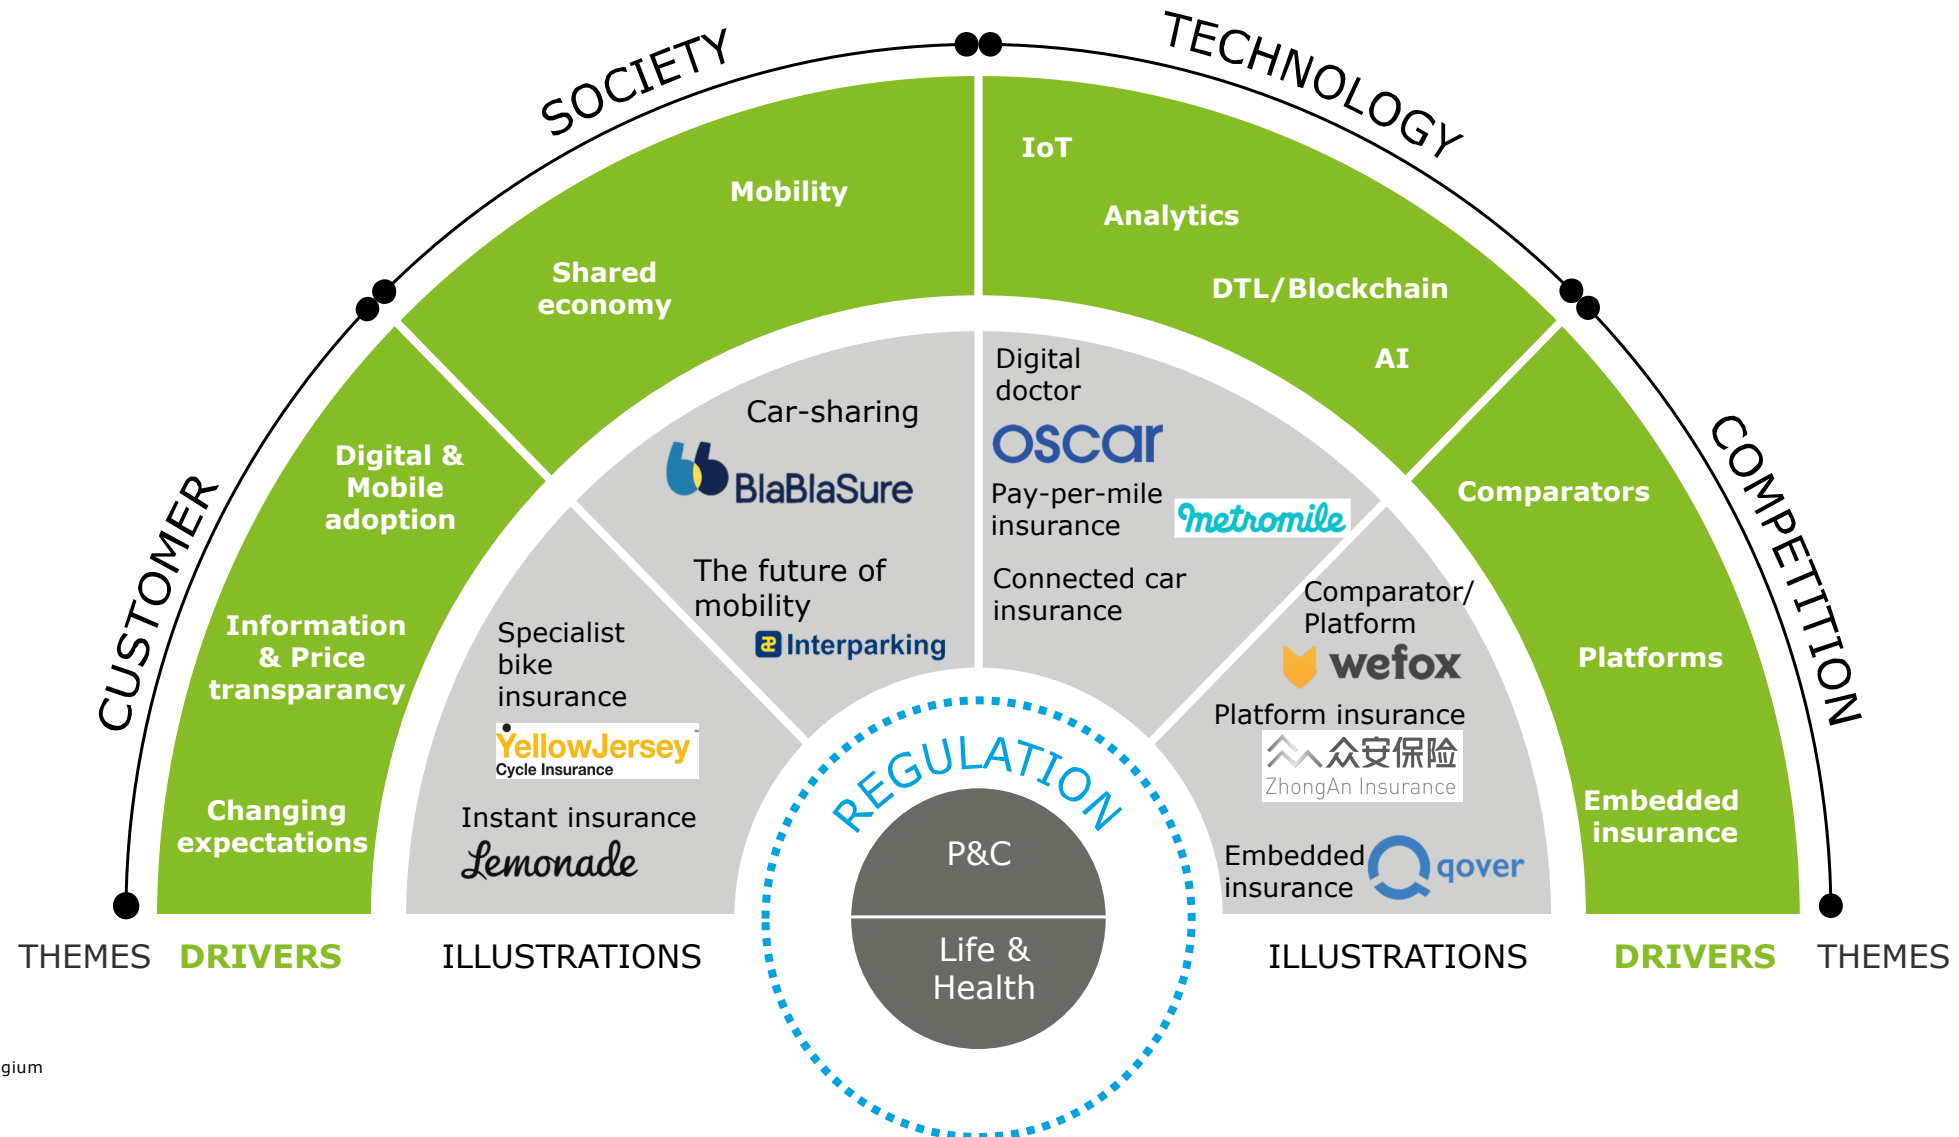 SOCIETY
TECHNOLOGY
CUSTOMER
COMPETITION
Mobility
Shared
economy
IoT
Analytics
DTL/Blockchain
AI
Digital &
Mobile
adoption
Information
& Price
transparancy
Changing
expectations
Comparators
Platforms
Embedded
insurance
Car-sharing
BlaBlaSure
The future of
mobility
Interparking
Digital
doctor
oscar
Pay-per-mile
insurance
metromile
Connected car
insurance
Specialist
bike
insurance
YellowJersey
Cycle Insurance
Instant insurance
Lemonade
Comparator/
Platform
wefox
Platform insurance
众安保险
ZhongAn Insurance
Embedded
insurance
qover
REGULATION
P&C
Life &
Health
THEMES DRIVERS ILLUSTRATIONS ILLUSTRATIONS DRIVERS THEMES
gium